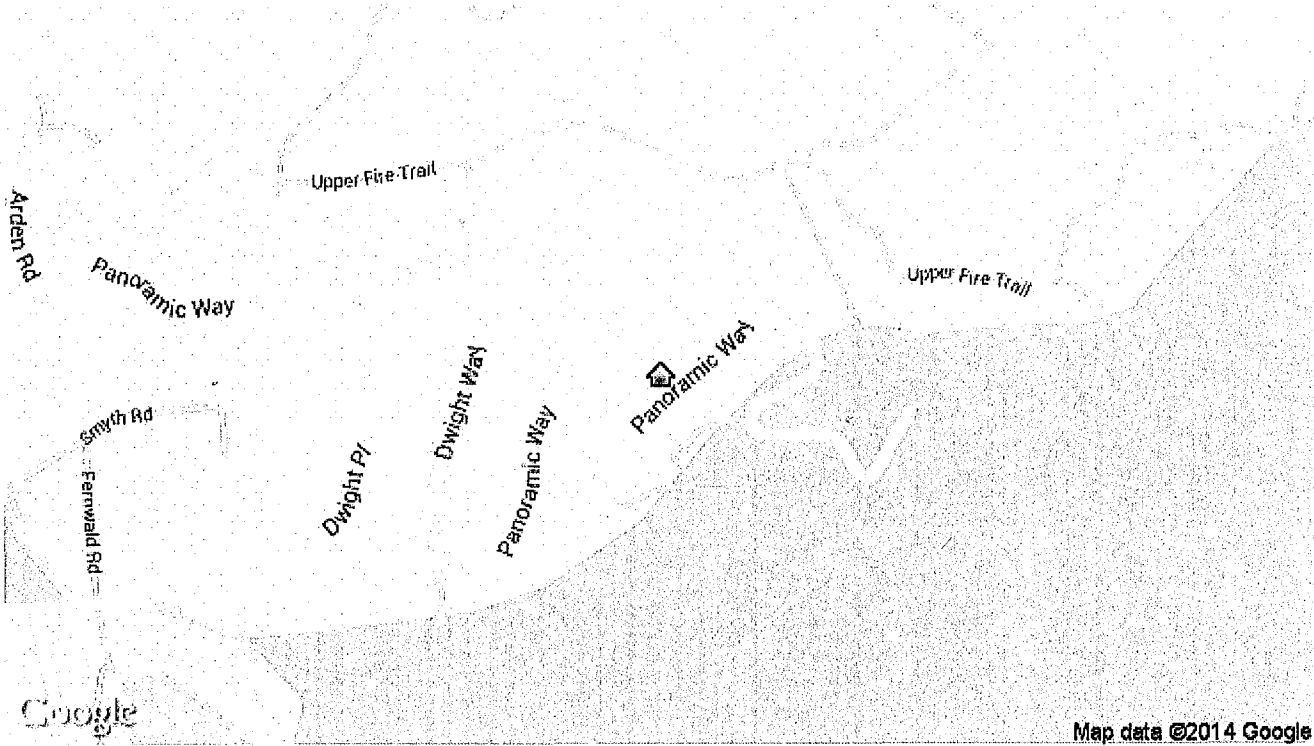 Upper Fire Trail
Arden Rd
Panoramic Way
Upper Fire Trail
Panoramic Way
Dwight Way
Smyth Rd
Panoramic Way
Dwight Pl
Fernwald Rd
Google
Map data ©2014 Google